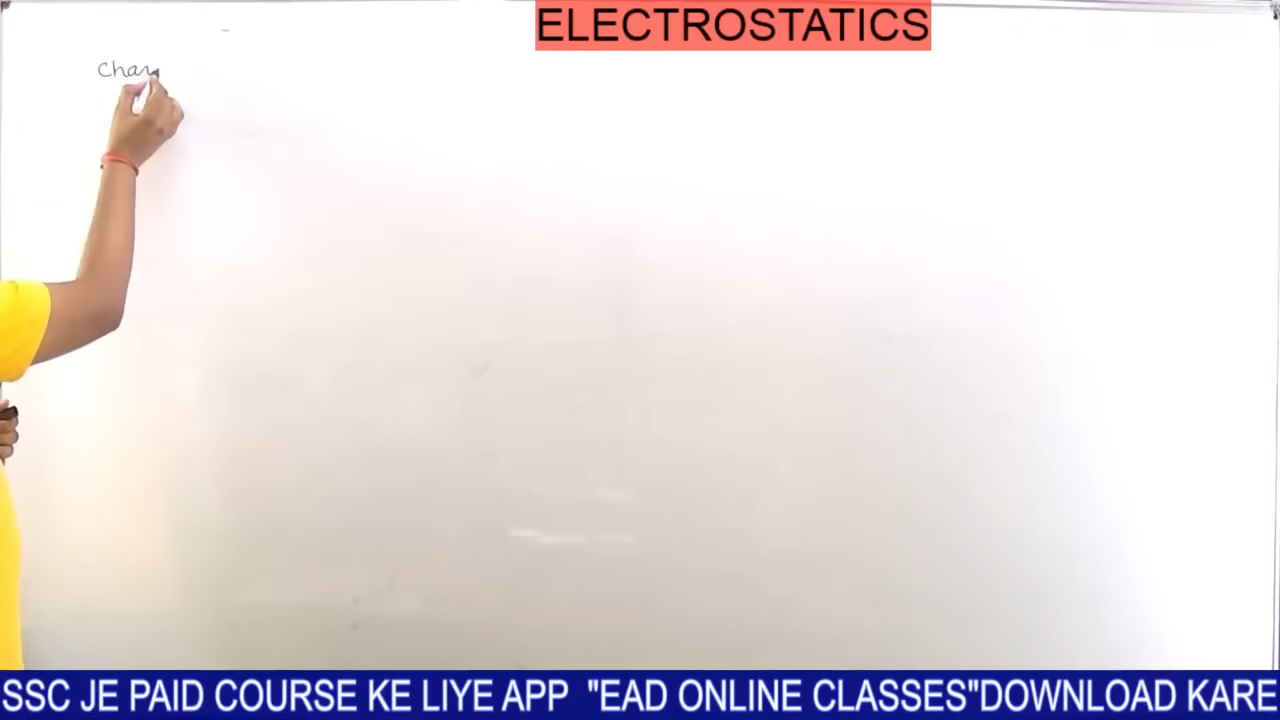 ELECTROSTATICS
Char
SSC JE PAID COURSE KE LIYE APP "EAD ONLINE CLASSES"DOWNLOAD KARE